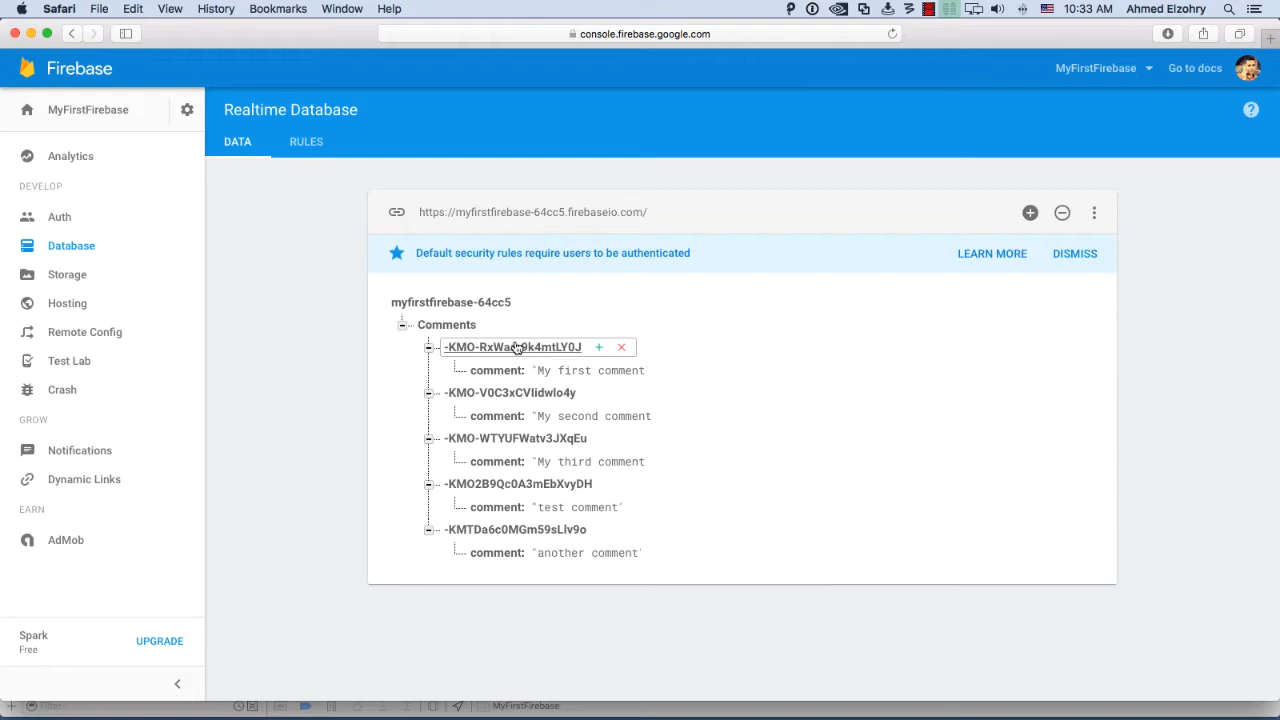 Safari File Edit View History Bookmarks Window Help 10:33 AM Ahmed Elzohry
console.firebase.google.com
Firebase MyFirstFirebase Go to docs
MyFirstFirebase
Realtime Database
DATA RULES
Analytics
DEVELOP
Auth
Database
Storage
Hosting
Remote Config
Test Lab
Crash
GROW
Notifications
Dynamic Links
EARN
AdMob
Spark
Free
UPGRADE
https://myfirstfirebase-64cc5.firebaseio.com/
Default security rules require users to be authenticated LEARN MORE DISMISS
myfirstfirebase-64cc5
Comments
comment: "My first comment
-KMO-V0C3xCVlidwlo4y
comment: "My second comment
-KMO-WTYUFWatv3JXqEu
comment: "My third comment
-KMO2B9Qc0A3mEbXvyDH
comment: "test comment"
-KMTDa6c0MGm59sLlv9o
comment: "another comment"
Filter MyFirstFirebase